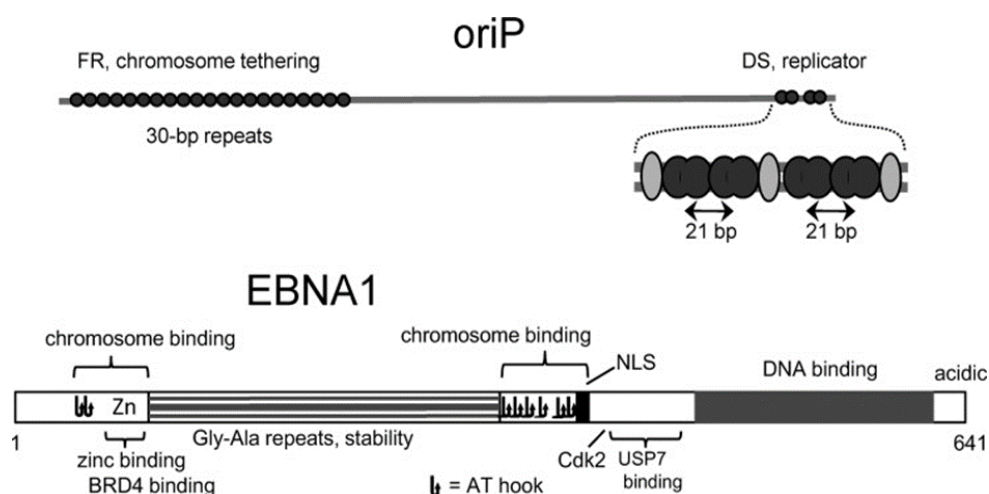 oriP
FR, chromosome tethering
DS, replicator
30-bp repeats
21 bp
21 bp
EBNA1
chromosome binding
chromosome binding
NLS
DNA binding
acidic
Zn
1
Gly-Ala repeats, stability
641
zinc binding
BRD4 binding
Cdk2
USP7
binding
= AT hook